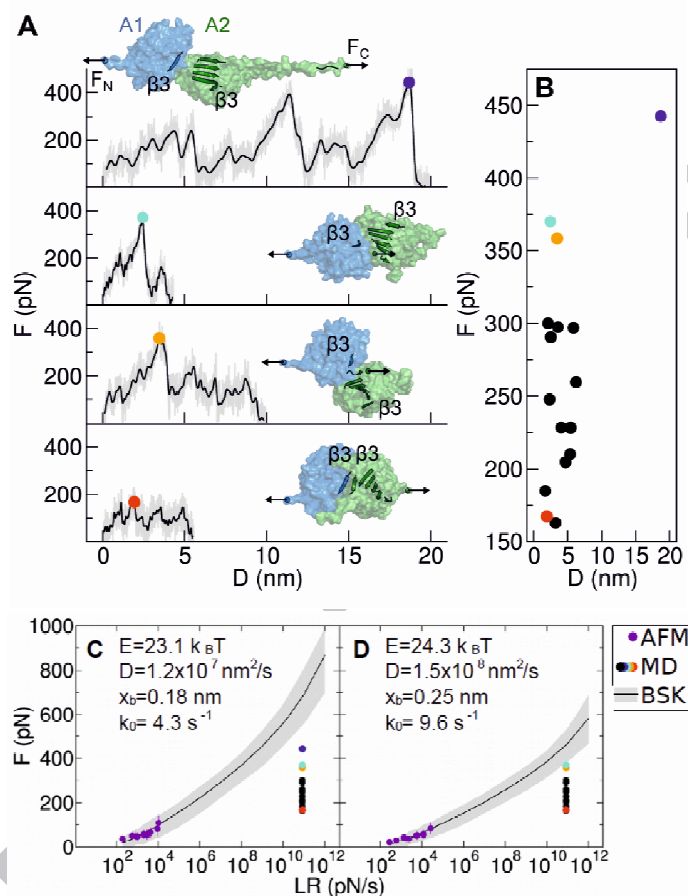 A
A1 A2
F_N F_C
β3
β3
400
200
β3
β3
400
200
400
200
β3
400
200
β3 β3
F (pN)
0 5 10 15 20
D (nm)
B
450
400
350
300
250
200
150
F (pN)
0 5 10 15 20
D (nm)
C
E=23.1 k_BT
D=1.2x10^7 nm²/s
x_b=0.18 nm
k_0= 4.3 s^-1
D
E=24.3 k_BT
D=1.5x10^8 nm²/s
x_b=0.25 nm
k_0= 9.6 s^-1
AFM
MD
BSK
1000
800
600
400
200
0
F (pN)
10^2 10^4 10^6 10^8 10^10 10^12
10^2 10^4 10^6 10^8 10^10 10^12
LR (pN/s)